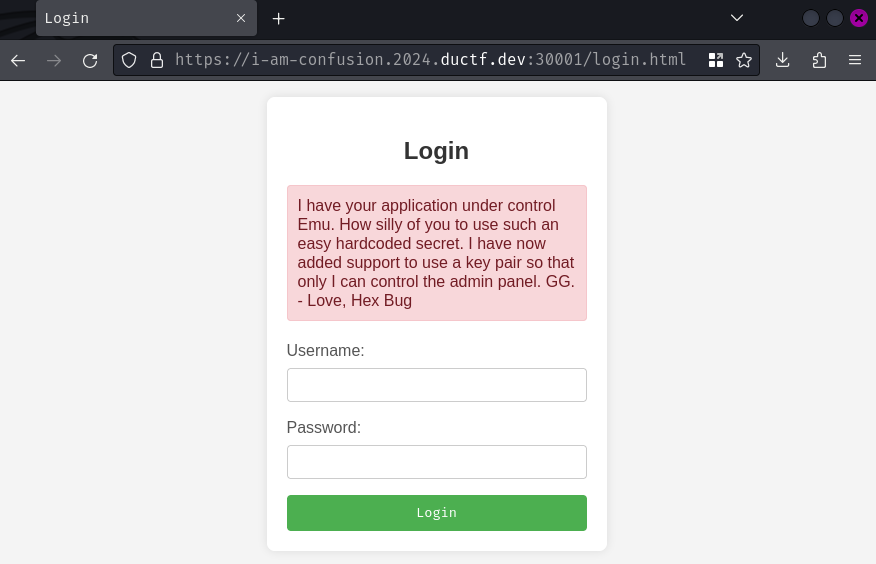 Login
https://i-am-confusion.2024.ductf.dev:30001/login.html
Login
I have your application under control
Emu. How silly of you to use such an
easy hardcoded secret. I have now
added support to use a key pair so that
only I can control the admin panel. GG.
- Love, Hex Bug
Username:
Password:
Login